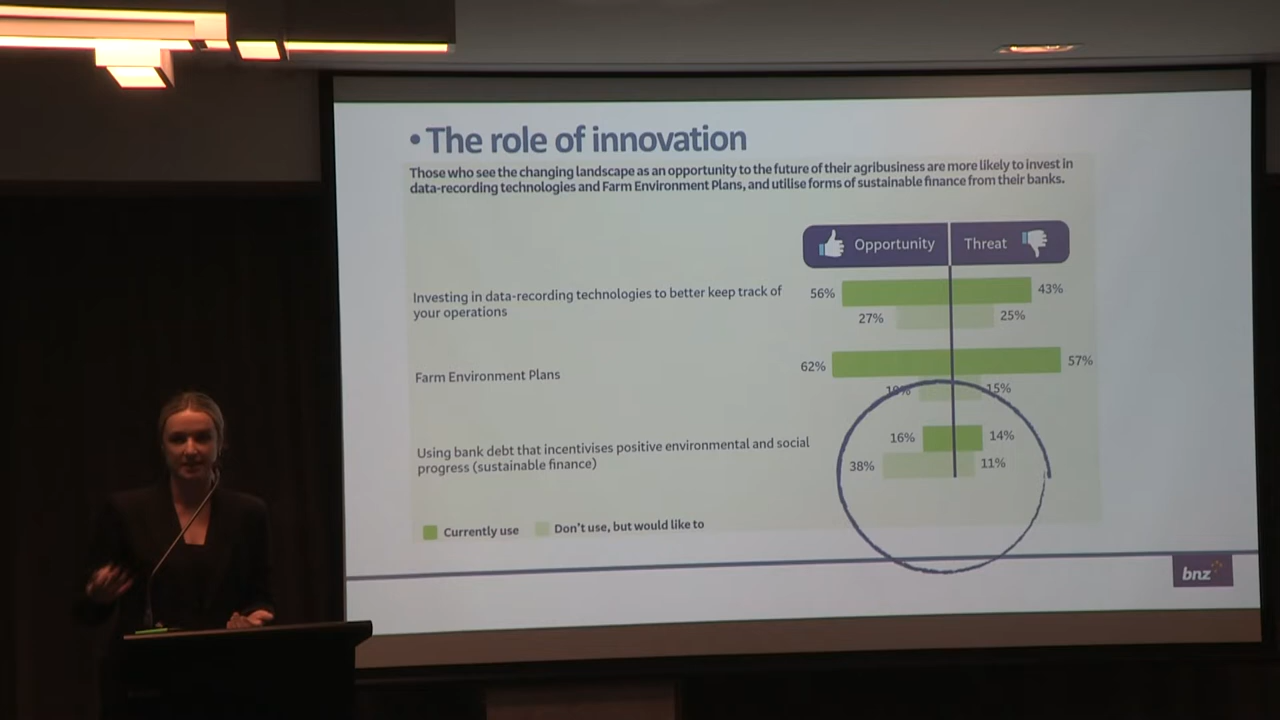 • The role of innovation
Those who see the changing landscape as an opportunity to the future of their agribusiness are more likely to invest in
data-recording technologies and Farm Environment Plans, and utilise forms of sustainable finance from their banks.
Opportunity Threat
Investing in data-recording technologies to better keep track of
your operations
56% 43%
27% 25%
Farm Environment Plans
62% 57%
15%
Using bank debt that incentivises positive environmental and social
progress (sustainable finance)
16% 14%
38% 11%
Currently use Don't use, but would like to
bnz